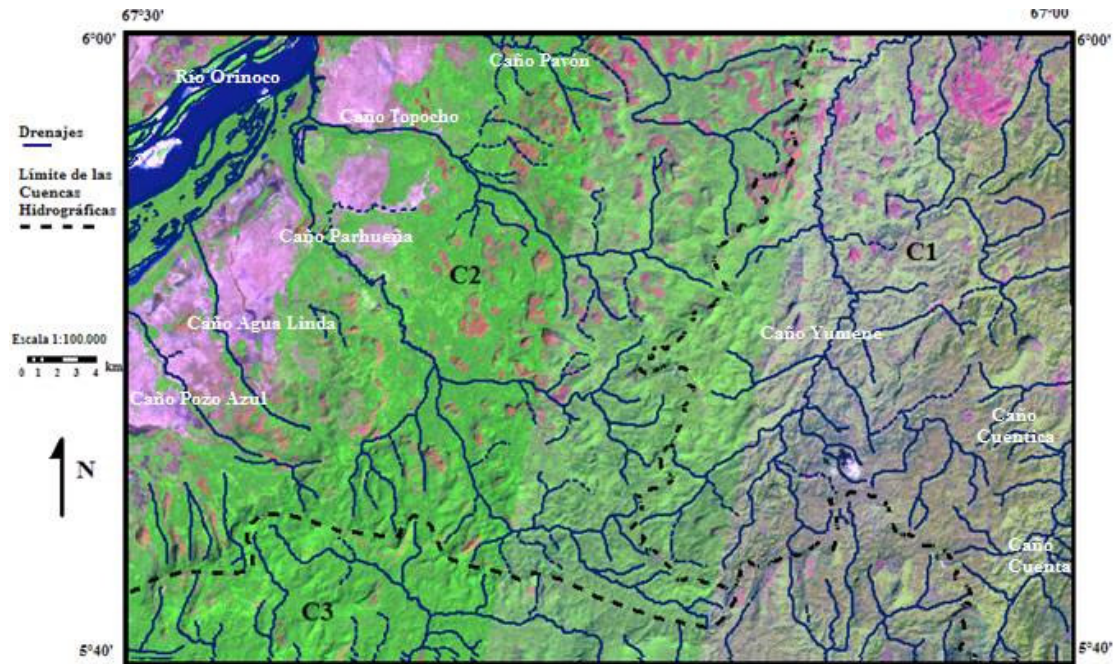 67°30'
67°00'
6°00'
6°00'
Caño Pavón
Río Orinoco
Caño Topocho
Drenajes
Límite de las
Cuencas
Hidrográficas
Caño Parhueña
C1
C2
Caño Agua Linda
Caño Yumene
Escala 1:100.000
0 1 2 3 4 km
Caño Pozo Azul
Caño
Cuentica
N
Caño
Cuenta
C3
5°40'
5°40'